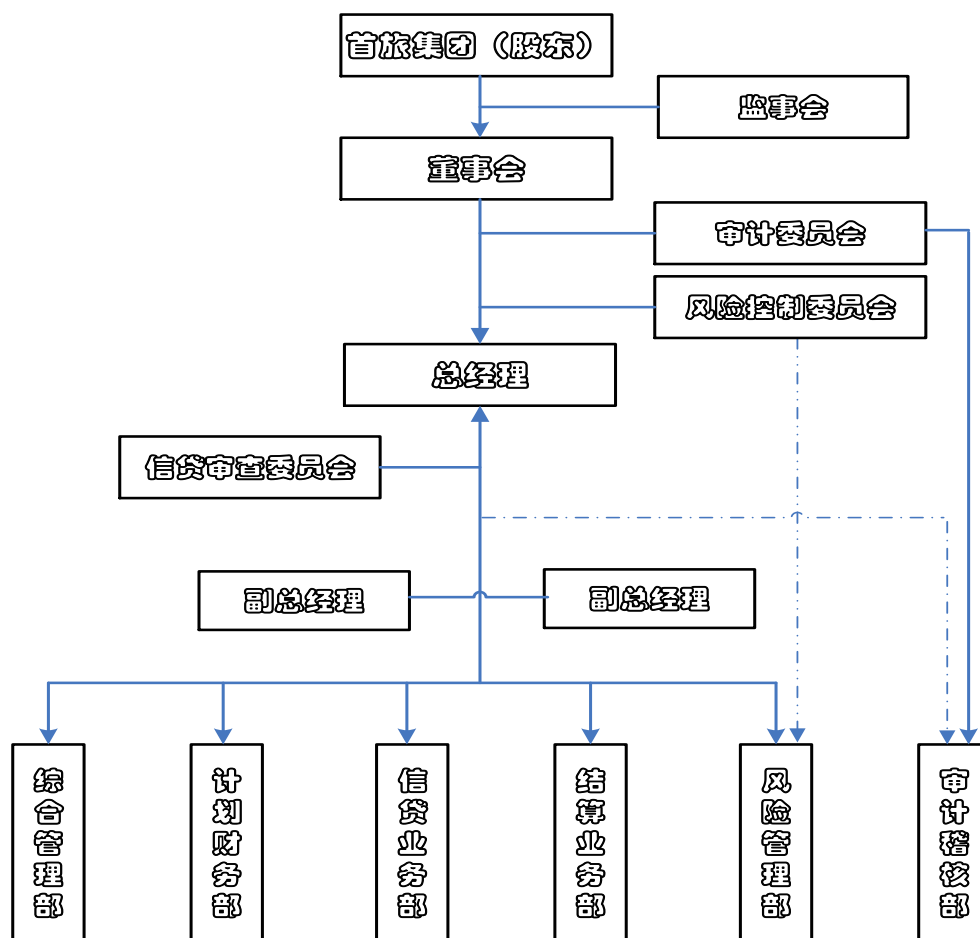 首旅集团（股东）
监事会
董事会
审计委员会
风险控制委员会
总经理
信贷审查委员会
副总经理
副总经理
综合管理部
计划财务部
信贷业务部
结算业务部
风险管理部
审计稽核部